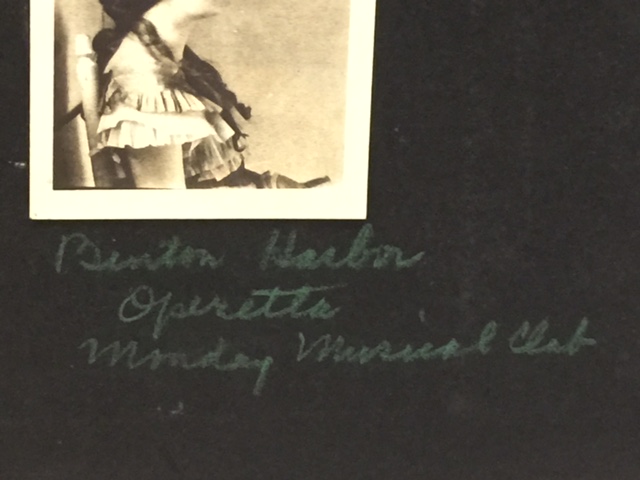 Benton Harbor
Operetta
Monday Musical Club